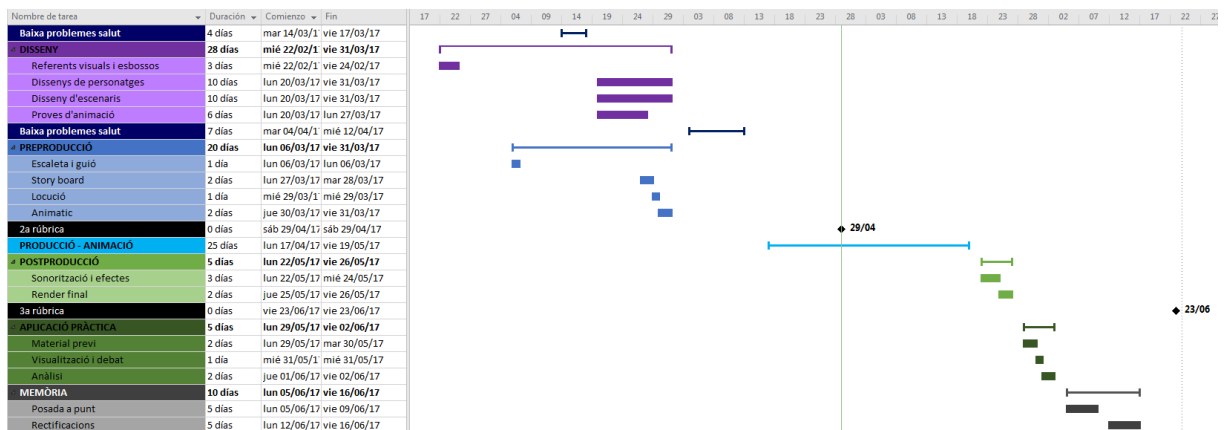 Nombre de tarea Duración Comienzo Fin 17 22 27 04 09 14 19 24 29 03 08 13 18 23 28 03 08 13 18 23 28 02 07 12 17 22 27
Baixa problemes salut 4 días mar 14/03/1 vie 17/03/17
DISSENY 28 días mié 22/02/1 vie 31/03/17
Referents visuals i esbossos 3 días mié 22/02/1 vie 24/02/17
Dissenys de personatges 10 días lun 20/03/17 vie 31/03/17
Disseny d'escenaris 10 días lun 20/03/17 vie 31/03/17
Proves d'animació 6 días lun 20/03/17 lun 27/03/17
Baixa problemes salut 7 días mar 04/04/1 mié 12/04/17
PREPRODUCCIÓ 20 días lun 06/03/17 vie 31/03/17
Escaleta i guió 1 día lun 06/03/17 lun 06/03/17
Story board 2 días lun 27/03/17 mar 28/03/17
Locució 1 día mié 29/03/1 mié 29/03/17
Animatic 2 días jue 30/03/17 vie 31/03/17
2a rúbrica 0 días sáb 29/04/17 sáb 29/04/17 29/04
PRODUCCIÓ - ANIMACIÓ 25 días lun 17/04/17 vie 19/05/17
POSTPRODUCCIÓ 5 días lun 22/05/17 vie 26/05/17
Sonorització i efectes 3 días lun 22/05/17 mié 24/05/17
Render final 2 días jue 25/05/17 vie 26/05/17
3a rúbrica 0 días vie 23/06/17 vie 23/06/17 23/06
APLICACIÓ PRÀCTICA 5 días lun 29/05/17 vie 02/06/17
Material previ 2 días lun 29/05/17 mar 30/05/17
Visualització i debat 1 día mié 31/05/1 mié 31/05/17
Anàlisi 2 días jue 01/06/17 vie 02/06/17
MEMÒRIA 10 días lun 05/06/17 vie 16/06/17
Posada a punt 5 días lun 05/06/17 vie 09/06/17
Rectificacions 5 días lun 12/06/17 vie 16/06/17